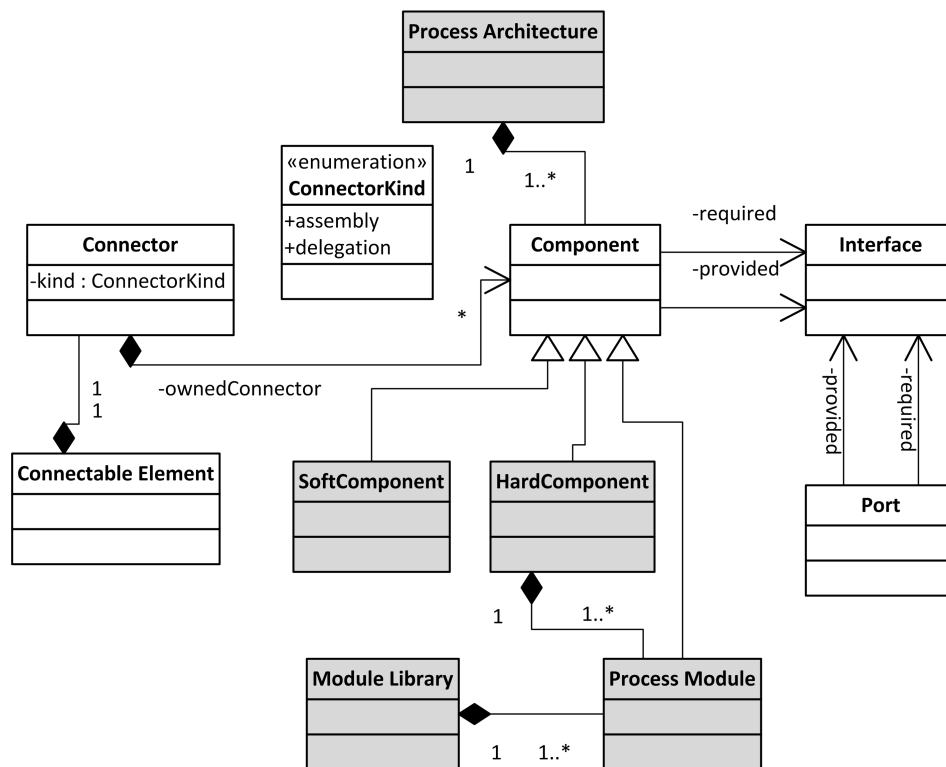 Process Architecture
1
1..*
«enumeration»
ConnectorKind
+assembly
+delegation
Connector
-kind : ConnectorKind
Component
-required
-provided
Interface
*
-ownedConnector
1
1
-provided
-required
Connectable Element
SoftComponent
HardComponent
Port
1
1..*
Module Library
Process Module
1
1..*